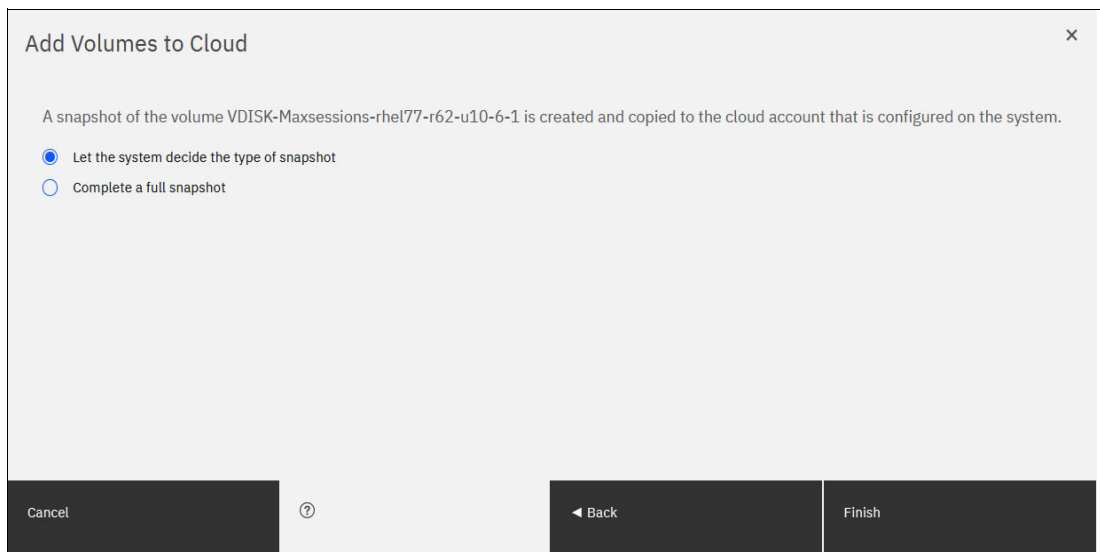 Add Volumes to Cloud
×
A snapshot of the volume VDISK-Maxsessions-rhel77-r62-u10-6-1 is created and copied to the cloud account that is configured on the system.
Let the system decide the type of snapshot
Complete a full snapshot
Cancel
?
◄ Back
Finish